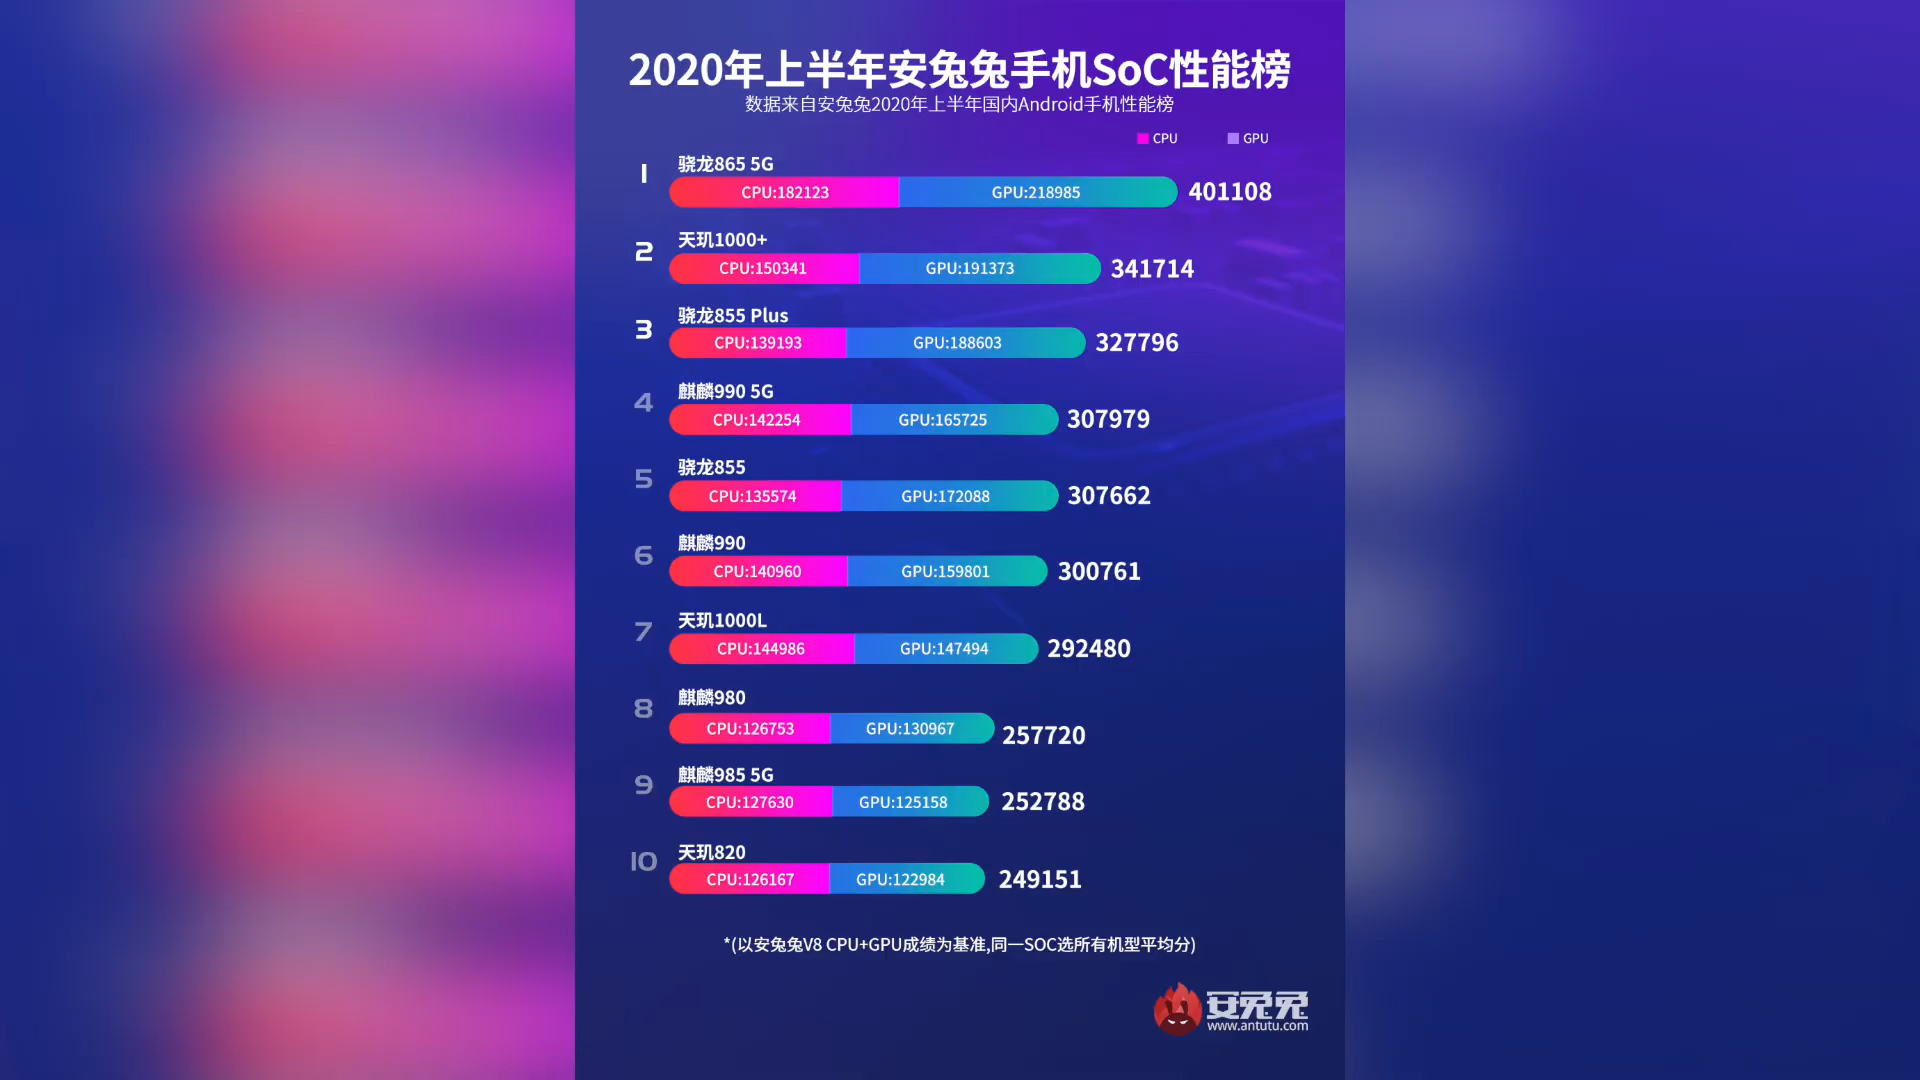 2020年上半年安兔兔手机SoC性能榜
数据来自安兔兔2020年上半年国内Android手机性能榜
CPU GPU
1 骁龙865 5G
CPU:182123 GPU:218985 401108
2 天玑1000+
CPU:150341 GPU:191373 341714
3 骁龙855 Plus
CPU:139193 GPU:188603 327796
4 麒麟990 5G
CPU:142254 GPU:165725 307979
5 骁龙855
CPU:135574 GPU:172088 307662
6 麒麟990
CPU:140960 GPU:159801 300761
7 天玑1000L
CPU:144986 GPU:147494 292480
8 麒麟980
CPU:126753 GPU:130967 257720
9 麒麟985 5G
CPU:127630 GPU:125158 252788
10 天玑820
CPU:126167 GPU:122984 249151
*(以安兔兔V8 CPU+GPU成绩为基准,同一SOC选所有机型平均分)
安兔兔
www.antutu.com